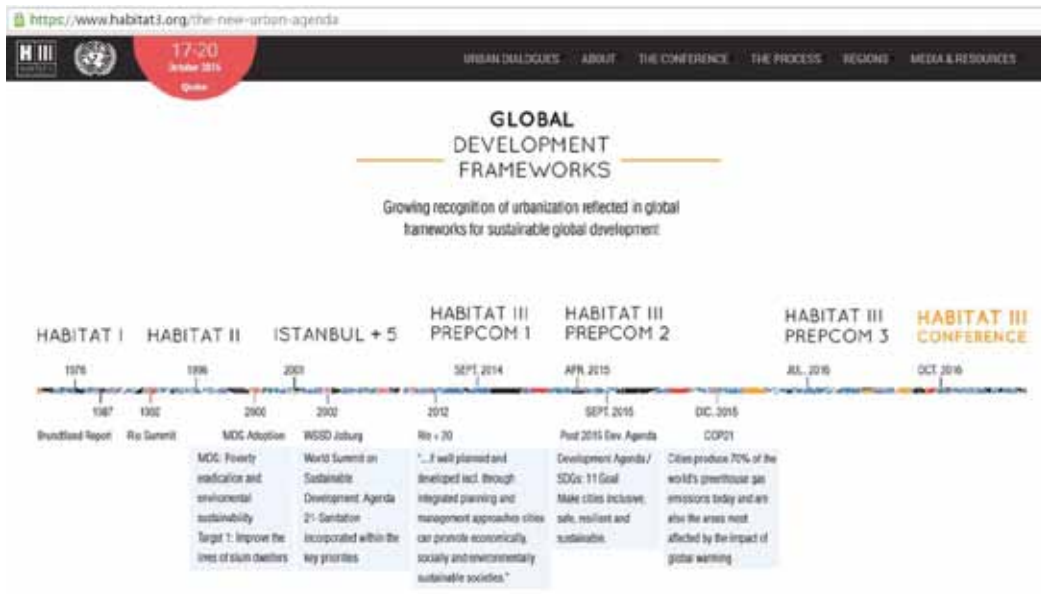 https://www.habitat3.org/the-new-urban-agenda
H III
17-20
October 2016
Quito
URBAN DIALOGUES ABOUT THE CONFERENCE THE PROCESS REGIONS MEDIA & RESOURCES
GLOBAL
DEVELOPMENT
FRAMEWORKS
Growing recognition of urbanization reflected in global
frameworks for sustainable global development
HABITAT I
HABITAT II
ISTANBUL + 5
HABITAT III
PREPCOM 1
HABITAT III
PREPCOM 2
HABITAT III
PREPCOM 3
HABITAT III
CONFERENCE
1976 1996 2001 SEPT. 2014 APR. 2015 JUL. 2016 OCT. 2016
1987 1992 2000 2002 2012 SEPT. 2015 DIC. 2015
Brundtland Report
Rio Summit
MDG Adoption
MDG: Poverty
eradication and
enviromental
sustainability
Target 1: Improve the
lives of slum dwellers
WSSD Joburg
World Summit on
Sustainable
Development: Agenda
21- Sanitation
incorporated within the
key priorities
Rio + 20
"...if well planned and
developed incl. through
integrated planning and
management approaches cities
can promote economically,
socially and environmentally
sustainable societies."
Post 2015 Dev. Agenda
Development Agenda /
SDGs: 11 Goal
Make cities inclusive,
safe, resilient and
sustainable.
COP21
Cities produce 70% of the
world's greenhouse gas
emissions today and are
also the areas most
affected by the impact of
global warming